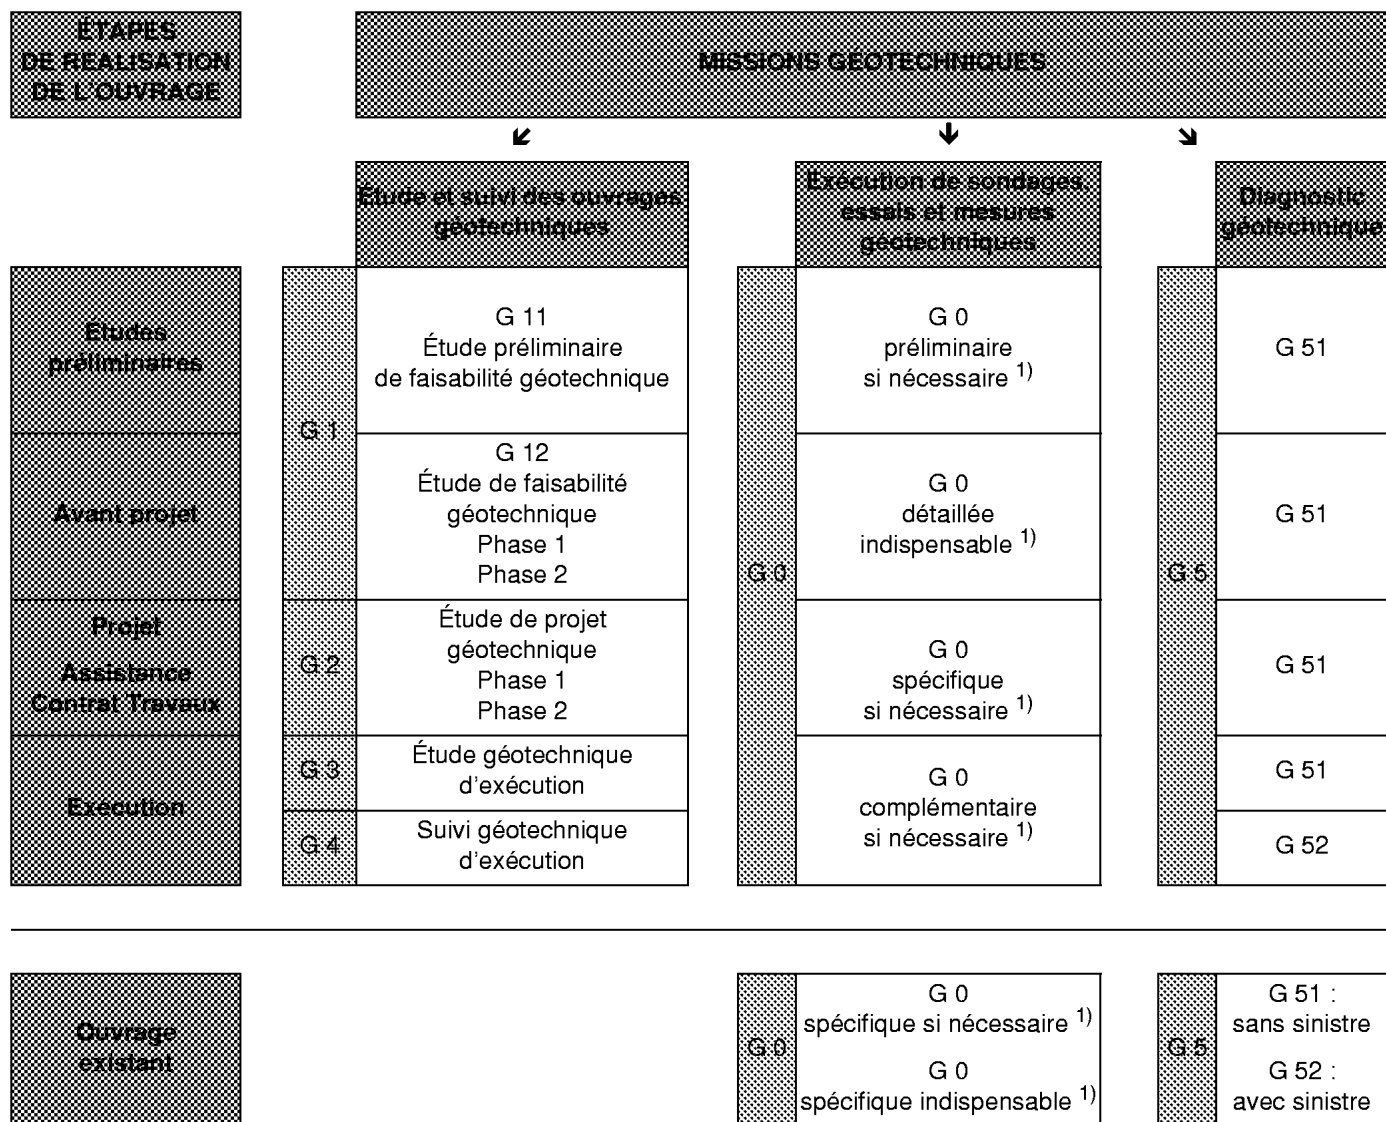 ÉTAPES
DE RÉALISATION
DE L'OUVRAGE
MISSIONS GÉOTECHNIQUES
Étude et suivi des ouvrages
géotechniques
Exécution de sondages,
essais et mesures
géotechniques
Diagnostic
géotechnique
Études
préliminaires
G 1
G 11
Étude préliminaire
de faisabilité géotechnique
G 0
préliminaire
si nécessaire 1)
G 51
Avant projet
G 12
Étude de faisabilité
géotechnique
Phase 1
Phase 2
G 0
G 0
détaillée
indispensable 1)
G 5
G 51
Projet
Assistance
Contrat Travaux
G 2
Étude de projet
géotechnique
Phase 1
Phase 2
G 0
spécifique
si nécessaire 1)
G 51
Exécution
G 3
Étude géotechnique
d'exécution
G 4
Suivi géotechnique
d'exécution
G 0
complémentaire
si nécessaire 1)
G 51
G 52
Ouvrage
existant
G 0
G 0
spécifique si nécessaire 1)
G 0
spécifique indispensable 1)
G 5
G 51 :
sans sinistre
G 52 :
avec sinistre